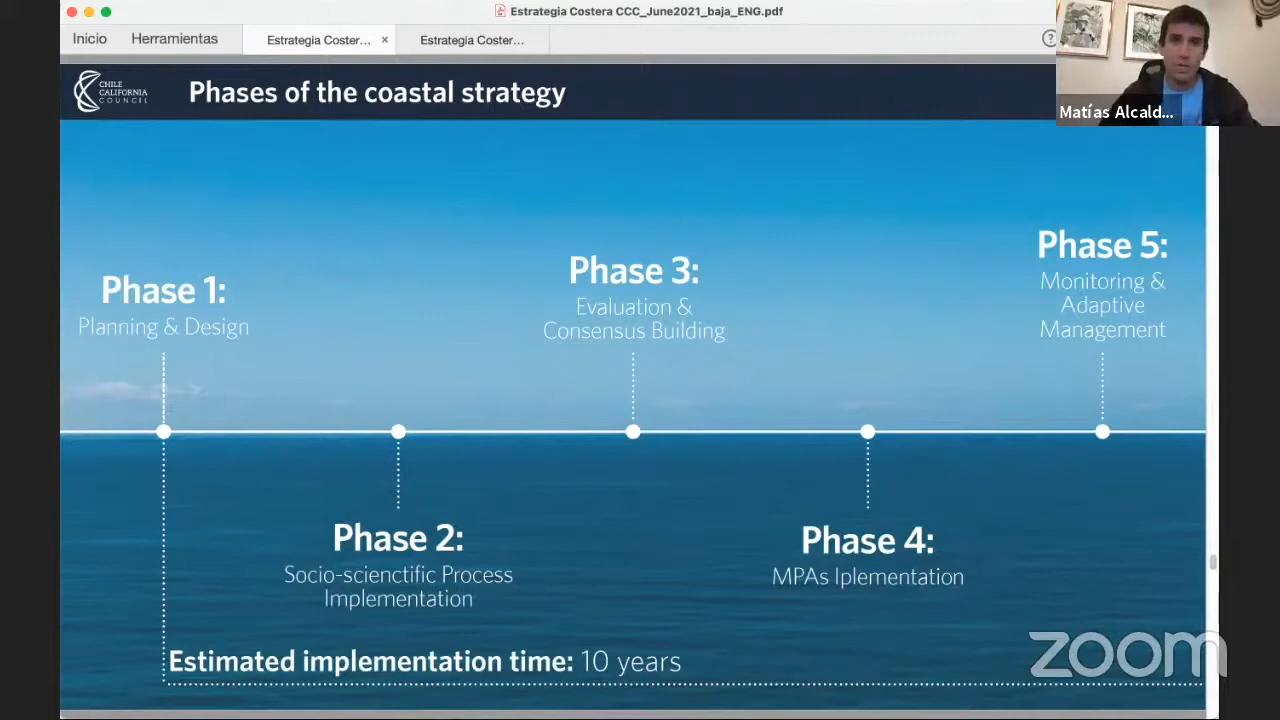 Estrategia Costera CCC_June2021_baja_ENG.pdf
Inicio
Herramientas
Estrategia Coster... ×
Estrategia Coster...
?
CHILE
CALIFORNIA
COUNCIL
Phases of the coastal strategy
Matías Alcald...
Phase 1:
Planning & Design
Phase 3:
Evaluation &
Consensus Building
Phase 5:
Monitoring &
Adaptive
Management
Phase 2:
Socio-scienctific Process
Implementation
Phase 4:
MPAs Iplementation
Estimated implementation time: 10 years
zoom